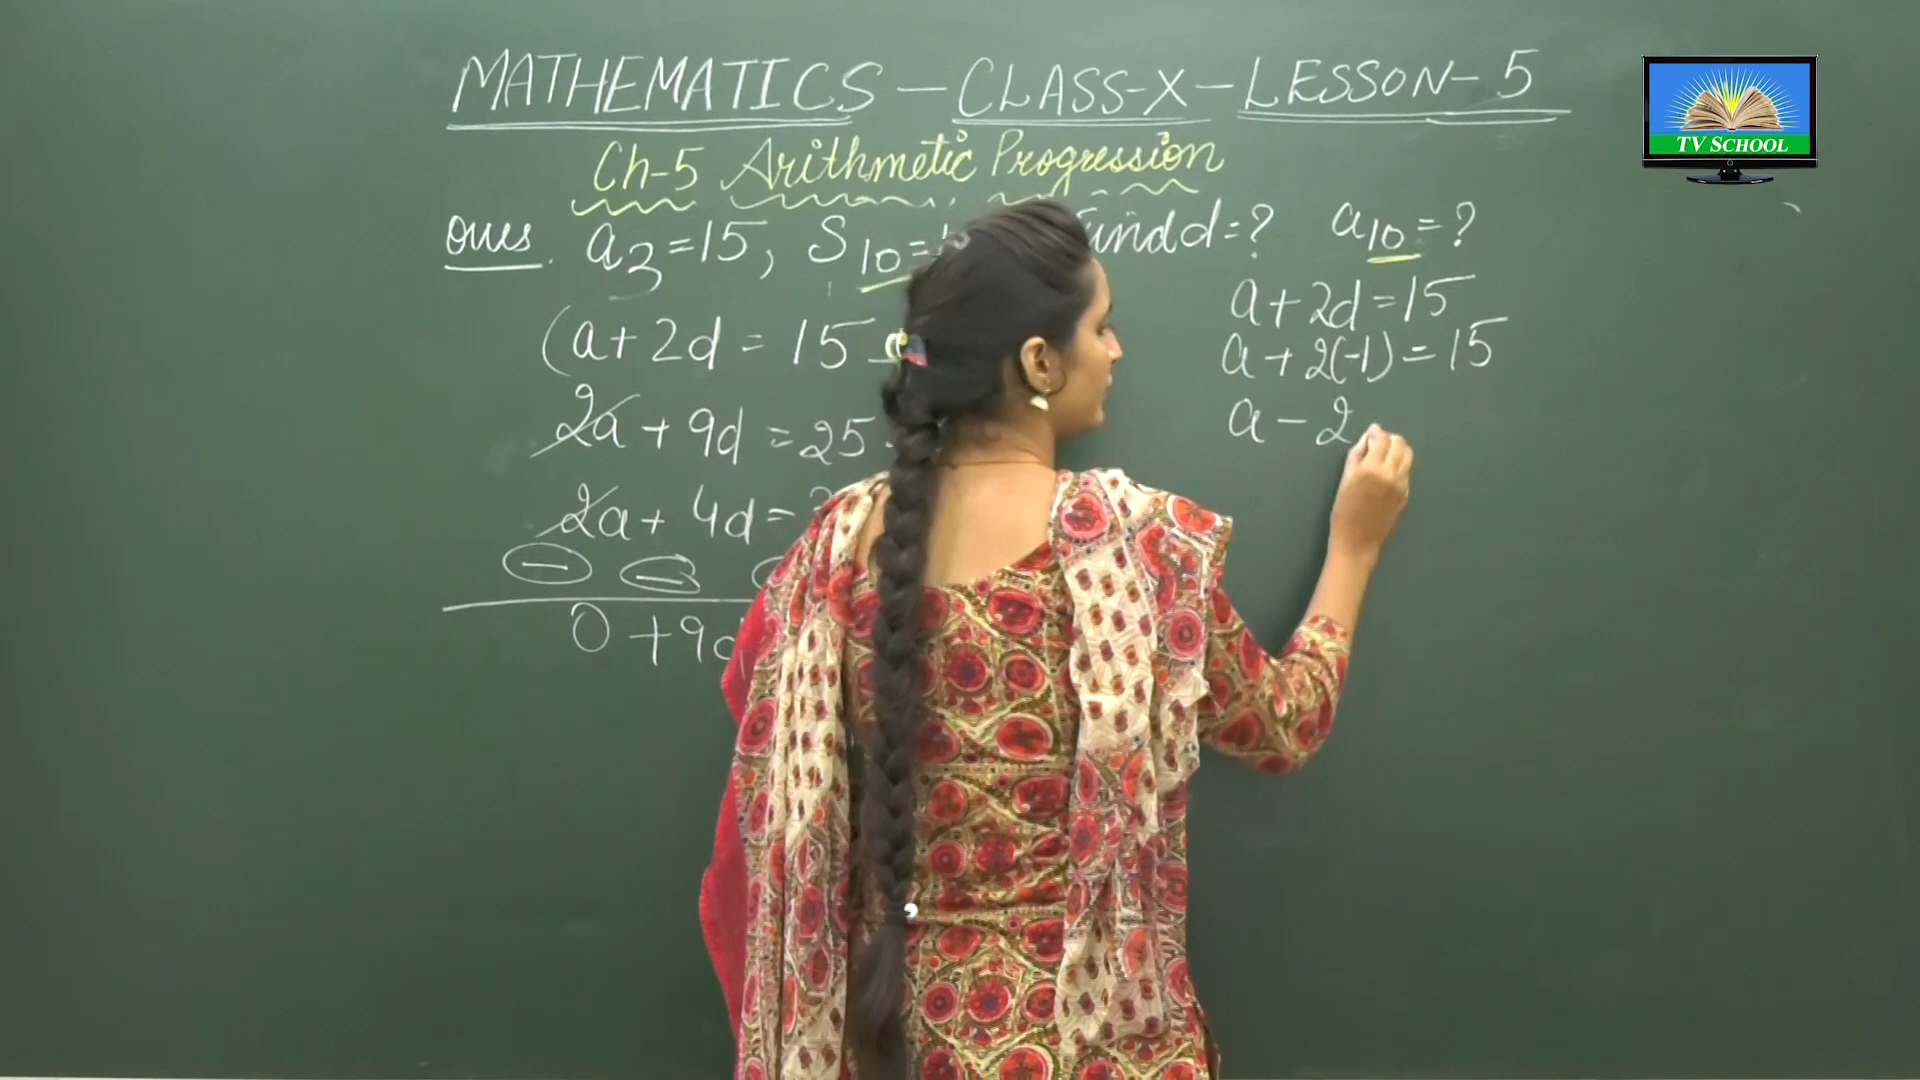 MATHEMATICS - CLASS-X - LESSON - 5
TV SCHOOL
Ch-5 Arithmetic Progression
Ques. a3 = 15, S10 = Find d = ? a10 = ?
(a + 2d = 15
2a + 9d = 25
2a + 4d =
0 + 9d
a + 2d = 15
a + 2(-1) = 15
a - 2